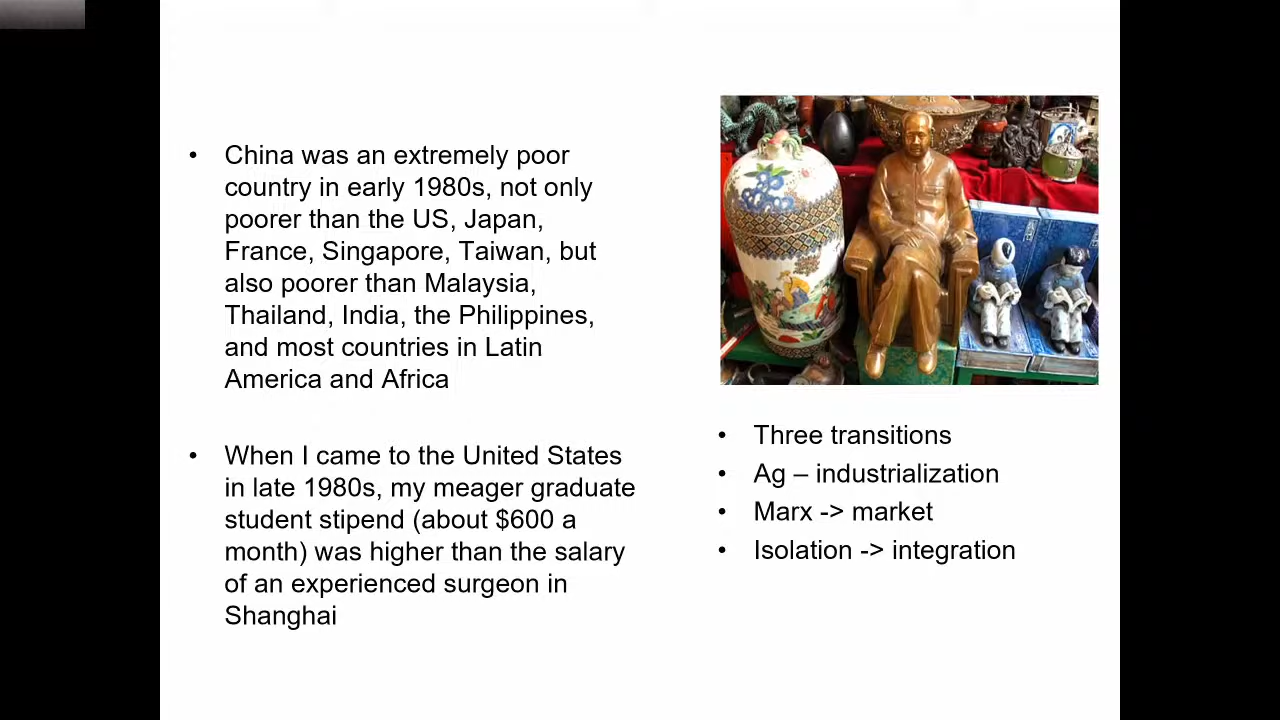 • China was an extremely poor
country in early 1980s, not only
poorer than the US, Japan,
France, Singapore, Taiwan, but
also poorer than Malaysia,
Thailand, India, the Philippines,
and most countries in Latin
America and Africa
• When I came to the United States
in late 1980s, my meager graduate
student stipend (about $600 a
month) was higher than the salary
of an experienced surgeon in
Shanghai
• Three transitions
• Ag – industrialization
• Marx -> market
• Isolation -> integration